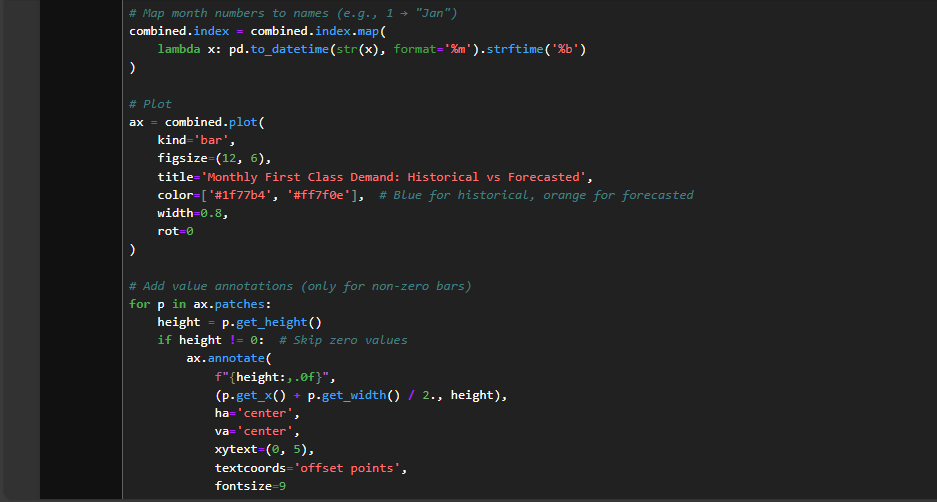 # Map month numbers to names (e.g., 1 → "Jan")
combined.index = combined.index.map(
    lambda x: pd.to_datetime(str(x), format='%m').strftime('%b')
)

# Plot
ax = combined.plot(
    kind='bar',
    figsize=(12, 6),
    title='Monthly First Class Demand: Historical vs Forecasted',
    color=['#1f77b4', '#ff7f0e'],  # Blue for historical, orange for forecasted
    width=0.8,
    rot=0
)

# Add value annotations (only for non-zero bars)
for p in ax.patches:
    height = p.get_height()
    if height != 0:  # Skip zero values
        ax.annotate(
            f"{height:,.0f}",
            (p.get_x() + p.get_width() / 2., height),
            ha='center',
            va='center',
            xytext=(0, 5),
            textcoords='offset points',
            fontsize=9